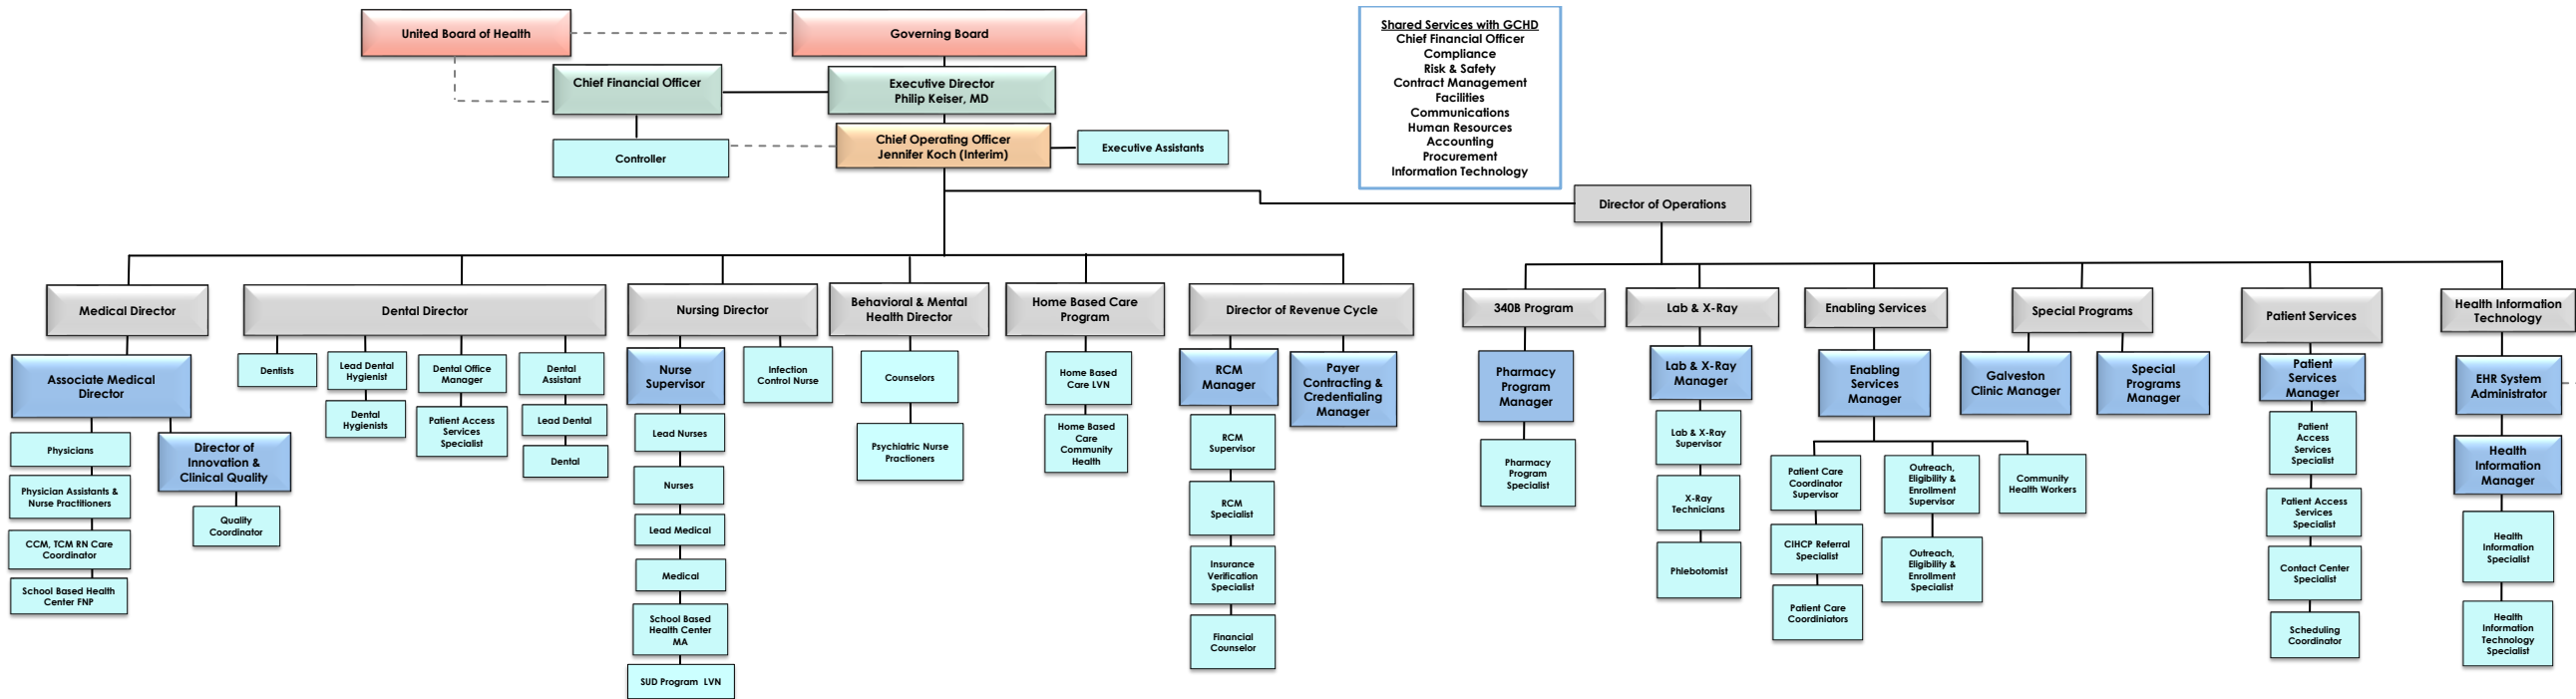 United Board of Health
Governing Board
Shared Services with GCHD
Chief Financial Officer
Compliance
Risk & Safety
Contract Management
Facilities
Communications
Human Resources
Accounting
Procurement
Information Technology
Chief Financial Officer
Executive Director
Philip Keiser, MD
Controller
Chief Operating Officer
Jennifer Koch (Interim)
Executive Assistants
Director of Operations
Medical Director
Associate Medical
Director
Physicians
Physician Assistants &
Nurse Practitioners
CCM, TCM RN Care
Coordinator
School Based Health
Center FNP
Director of
Innovation &
Clinical Quality
Quality
Coordinator
Dental Director
Dentists
Lead Dental
Hygienist
Dental
Hygienists
Dental Office
Manager
Patient Access
Services
Specialist
Dental
Assistant
Lead Dental
Dental
Nursing Director
Nurse
Supervisor
Lead Nurses
Nurses
Lead Medical
Medical
School Based
Health Center
MA
SUD Program LVN
Infection
Control Nurse
Behavioral & Mental
Health Director
Counselors
Psychiatric Nurse
Practioners
Home Based Care
Program
Home Based
Care LVN
Home Based
Care
Community
Health
Director of Revenue Cycle
RCM
Manager
RCM
Supervisor
RCM
Specialist
Insurance
Verification
Specialist
Financial
Counselor
Payer
Contracting &
Credentialing
Manager
340B Program
Pharmacy
Program
Manager
Pharmacy
Program
Specialist
Lab & X-Ray
Lab & X-Ray
Manager
Lab & X-Ray
Supervisor
X-Ray
Technicians
Phlebotomist
Enabling Services
Enabling
Services
Manager
Patient Care
Coordinator
Supervisor
CIHCP Referral
Specialist
Patient Care
Coordiniators
Outreach,
Eligibility &
Enrollment
Supervisor
Outreach,
Eligibility &
Enrollment
Specialist
Community
Health Workers
Special Programs
Galveston
Clinic Manager
Special
Programs
Manager
Patient Services
Patient
Services
Manager
Patient
Access
Services
Specialist
Patient Access
Services
Specialist
Contact Center
Specialist
Scheduling
Coordinator
Health Information
Technology
EHR System
Administrator
Health
Information
Manager
Health
Information
Specialist
Health
Information
Technology
Specialist